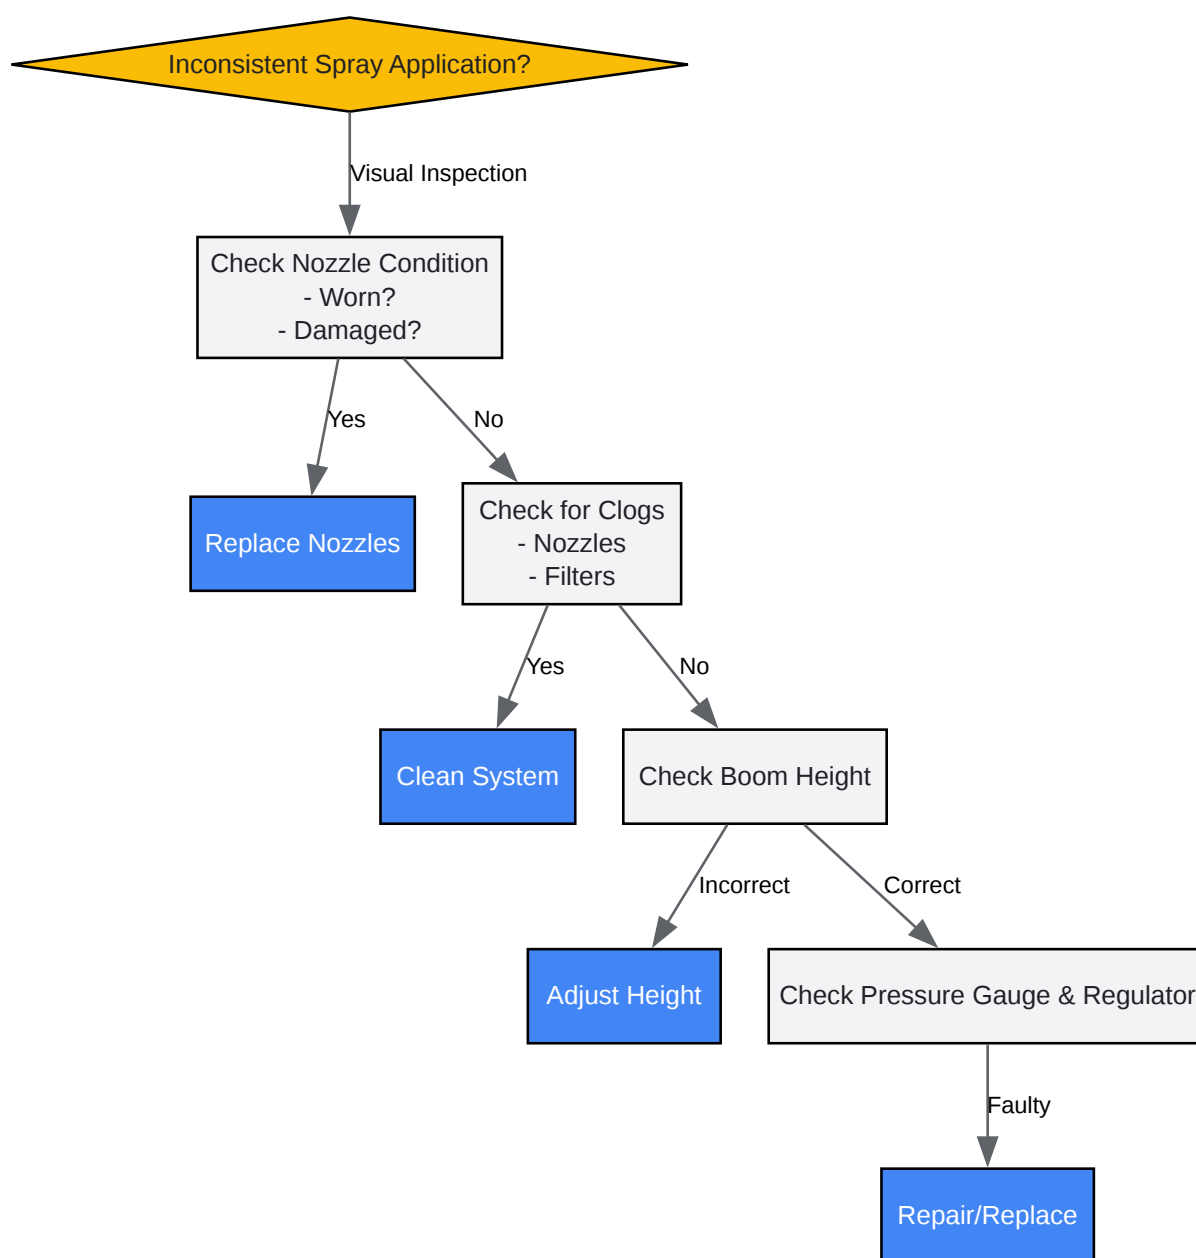 Inconsistent Spray Application?
Visual Inspection
Check Nozzle Condition
- Worn?
- Damaged?
Yes
No
Replace Nozzles
Check for Clogs
- Nozzles
- Filters
Yes
No
Clean System
Check Boom Height
Incorrect
Correct
Adjust Height
Check Pressure Gauge & Regulator
Faulty
Repair/Replace